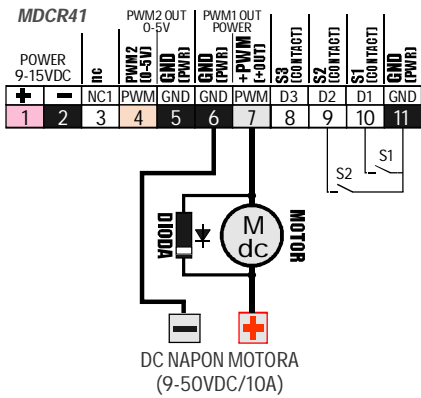 MDCR41
PWM2 OUT
0-5V
PWM1 OUT
POWER
POWER
9-15VDC
nc
PWM2
(0-5V)
GND
(PWR)
GND
(PWR)
+PWM
(+OUT)
S3
(CONTACT)
S2
(CONTACT)
S1
(CONTACT)
GND
(PWR)
+ − NC1 PWM GND GND PWM D3 D2 D1 GND
1 2 3 4 5 6 7 8 9 10 11
S1
S2
DIODA
M
dc
MOTOR
− +
DC NAPON MOTORA
(9-50VDC/10A)